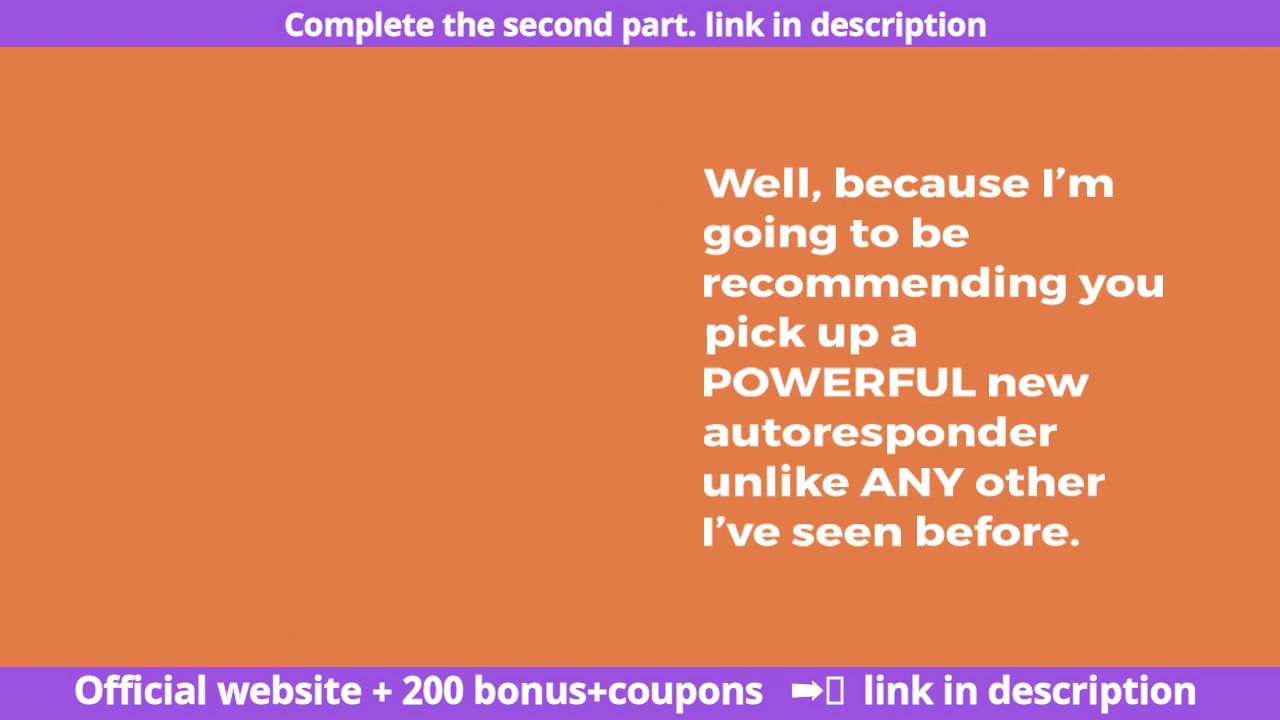 Complete the second part. link in description
Well, because I’m
going to be
recommending you
pick up a
POWERFUL new
autoresponder
unlike ANY other
I’ve seen before.
Official website + 200 bonus+coupons ➡️ link in description